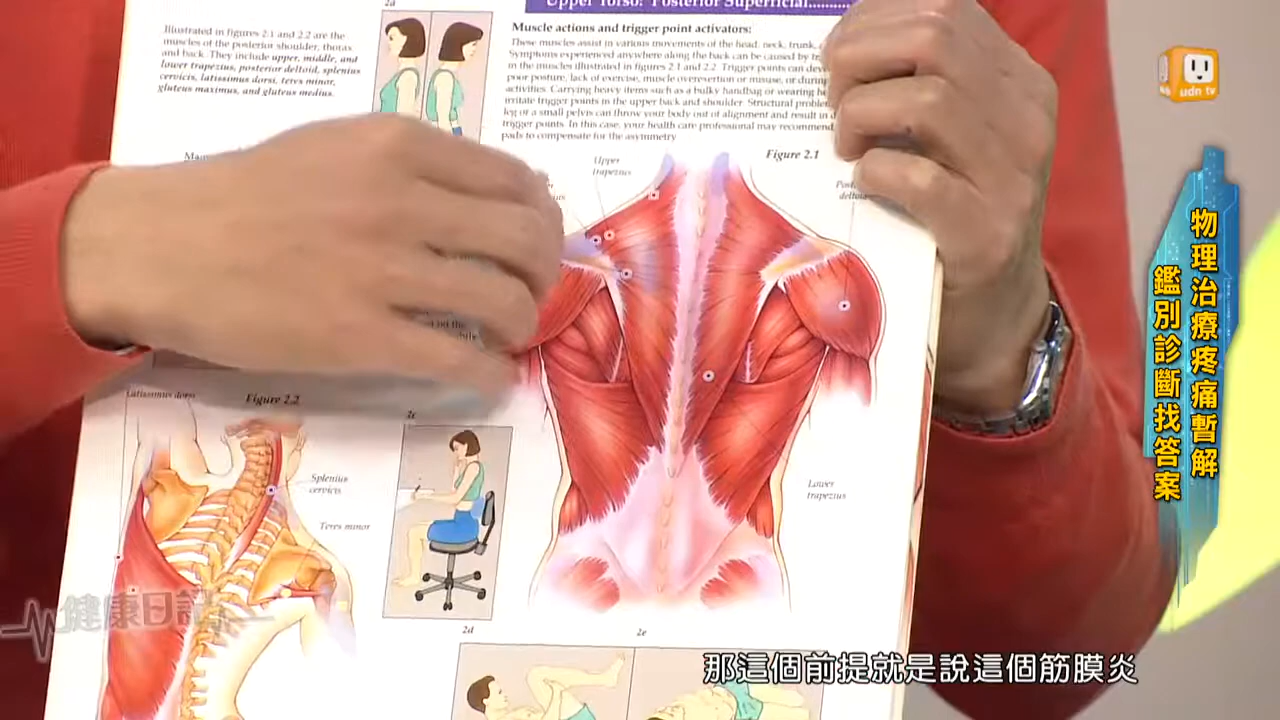 2a
Upper Torso: Posterior Superficial
Illustrated in figures 2.1 and 2.2 are the
muscles of the posterior shoulder, thorax,
and back. They include upper, middle, and
lower trapezius, posterior deltoid, splenius
cervicis, latissimus dorsi, teres minor,
gluteus maximus, and gluteus medius.
Muscle actions and trigger point activators:
These muscles assist in various movements of the head, neck, trunk,
Symptoms experienced anywhere along the back can be caused by
in the muscles illustrated in figures 2.1 and 2.2. Trigger points can
poor posture, lack of exercise, muscle overexertion or misuse, or during
activities. Carrying heavy items such as a bulky handbag or wearing
irritate trigger points in the upper back and shoulder. Structural
leg or a small pelvis can throw your body out of alignment and result in
trigger points. In this case, your health care professional may recommend
pads to compensate for the asymmetry
Upper
trapezius
Figure 2.1
Latissimus dorsi
Figure 2.2
2c
Splenius
cervicis
Teres minor
Lower
trapezius
2d
2e
udn tv
物理治療疼痛暫解
鑑別診斷找答案
健康日記
那這個前提就是說這個筋膜炎